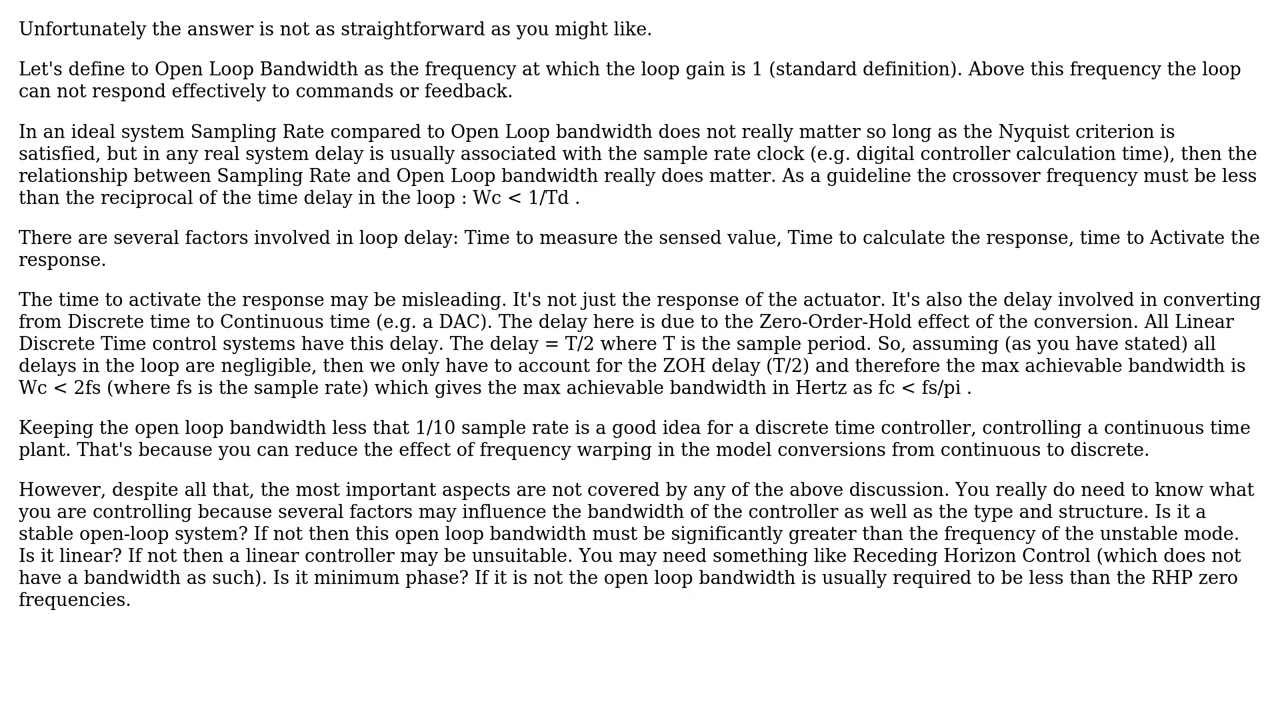 Unfortunately the answer is not as straightforward as you might like.
Let's define to Open Loop Bandwidth as the frequency at which the loop gain is 1 (standard definition). Above this frequency the loop
can not respond effectively to commands or feedback.
In an ideal system Sampling Rate compared to Open Loop bandwidth does not really matter so long as the Nyquist criterion is
satisfied, but in any real system delay is usually associated with the sample rate clock (e.g. digital controller calculation time), then the
relationship between Sampling Rate and Open Loop bandwidth really does matter. As a guideline the crossover frequency must be less
than the reciprocal of the time delay in the loop : Wc < 1/Td .
There are several factors involved in loop delay: Time to measure the sensed value, Time to calculate the response, time to Activate the
response.
The time to activate the response may be misleading. It's not just the response of the actuator. It's also the delay involved in converting
from Discrete time to Continuous time (e.g. a DAC). The delay here is due to the Zero-Order-Hold effect of the conversion. All Linear
Discrete Time control systems have this delay. The delay = T/2 where T is the sample period. So, assuming (as you have stated) all
delays in the loop are negligible, then we only have to account for the ZOH delay (T/2) and therefore the max achievable bandwidth is
Wc < 2fs (where fs is the sample rate) which gives the max achievable bandwidth in Hertz as fc < fs/pi .
Keeping the open loop bandwidth less that 1/10 sample rate is a good idea for a discrete time controller, controlling a continuous time
plant. That's because you can reduce the effect of frequency warping in the model conversions from continuous to discrete.
However, despite all that, the most important aspects are not covered by any of the above discussion. You really do need to know what
you are controlling because several factors may influence the bandwidth of the controller as well as the type and structure. Is it a
stable open-loop system? If not then this open loop bandwidth must be significantly greater than the frequency of the unstable mode.
Is it linear? If not then a linear controller may be unsuitable. You may need something like Receding Horizon Control (which does not
have a bandwidth as such). Is it minimum phase? If it is not the open loop bandwidth is usually required to be less than the RHP zero
frequencies.